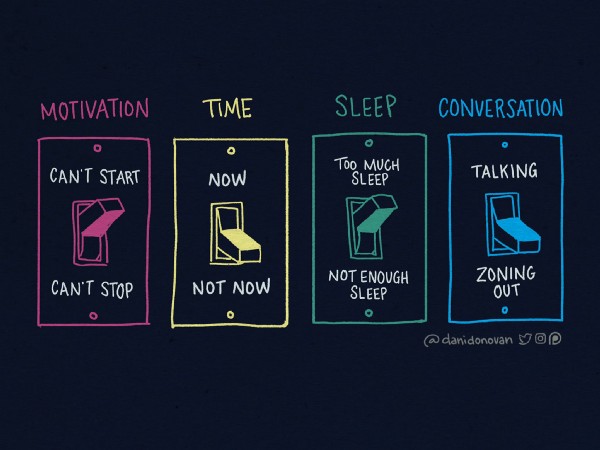 MOTIVATION
CAN'T START
CAN'T STOP
TIME
NOW
NOT NOW
SLEEP
TOO MUCH
SLEEP
NOT ENOUGH
SLEEP
CONVERSATION
TALKING
ZONING
OUT
@danidonovan